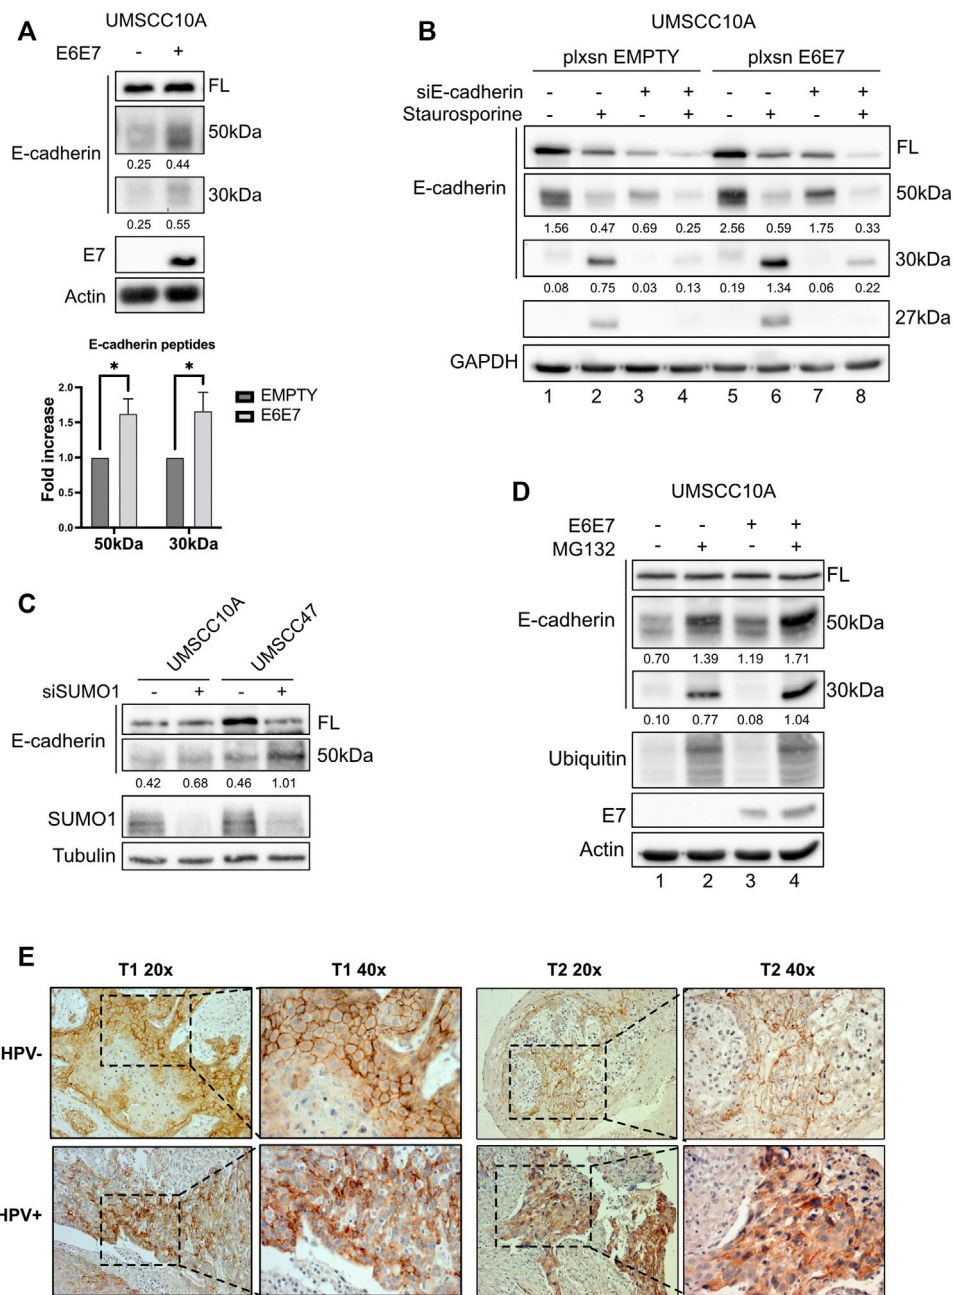 A
UMSCC10A
E6E7 - +
FL
50kDa
E-cadherin
0.25 0.44
30kDa
0.25 0.55
E7
Actin
E-cadherin peptides
* *
EMPTY
E6E7
Fold increase
2.0
1.5
1.0
0.5
0.0
50kDa 30kDa
B
UMSCC10A
plxsn EMPTY plxsn E6E7
siE-cadherin - - + + - - + +
Staurosporine - + - + - + - +
FL
E-cadherin
50kDa
1.56 0.47 0.69 0.25 2.56 0.59 1.75 0.33
30kDa
0.08 0.75 0.03 0.13 0.19 1.34 0.06 0.22
27kDa
GAPDH
1 2 3 4 5 6 7 8
C
UMSCC10A UMSCC47
siSUMO1 - + - +
FL
E-cadherin
50kDa
0.42 0.68 0.46 1.01
SUMO1
Tubulin
D
UMSCC10A
E6E7 - - + +
MG132 - + - +
FL
E-cadherin
50kDa
0.70 1.39 1.19 1.71
30kDa
0.10 0.77 0.08 1.04
Ubiquitin
E7
Actin
1 2 3 4
E
T1 20x T1 40x T2 20x T2 40x
HPV-
HPV+